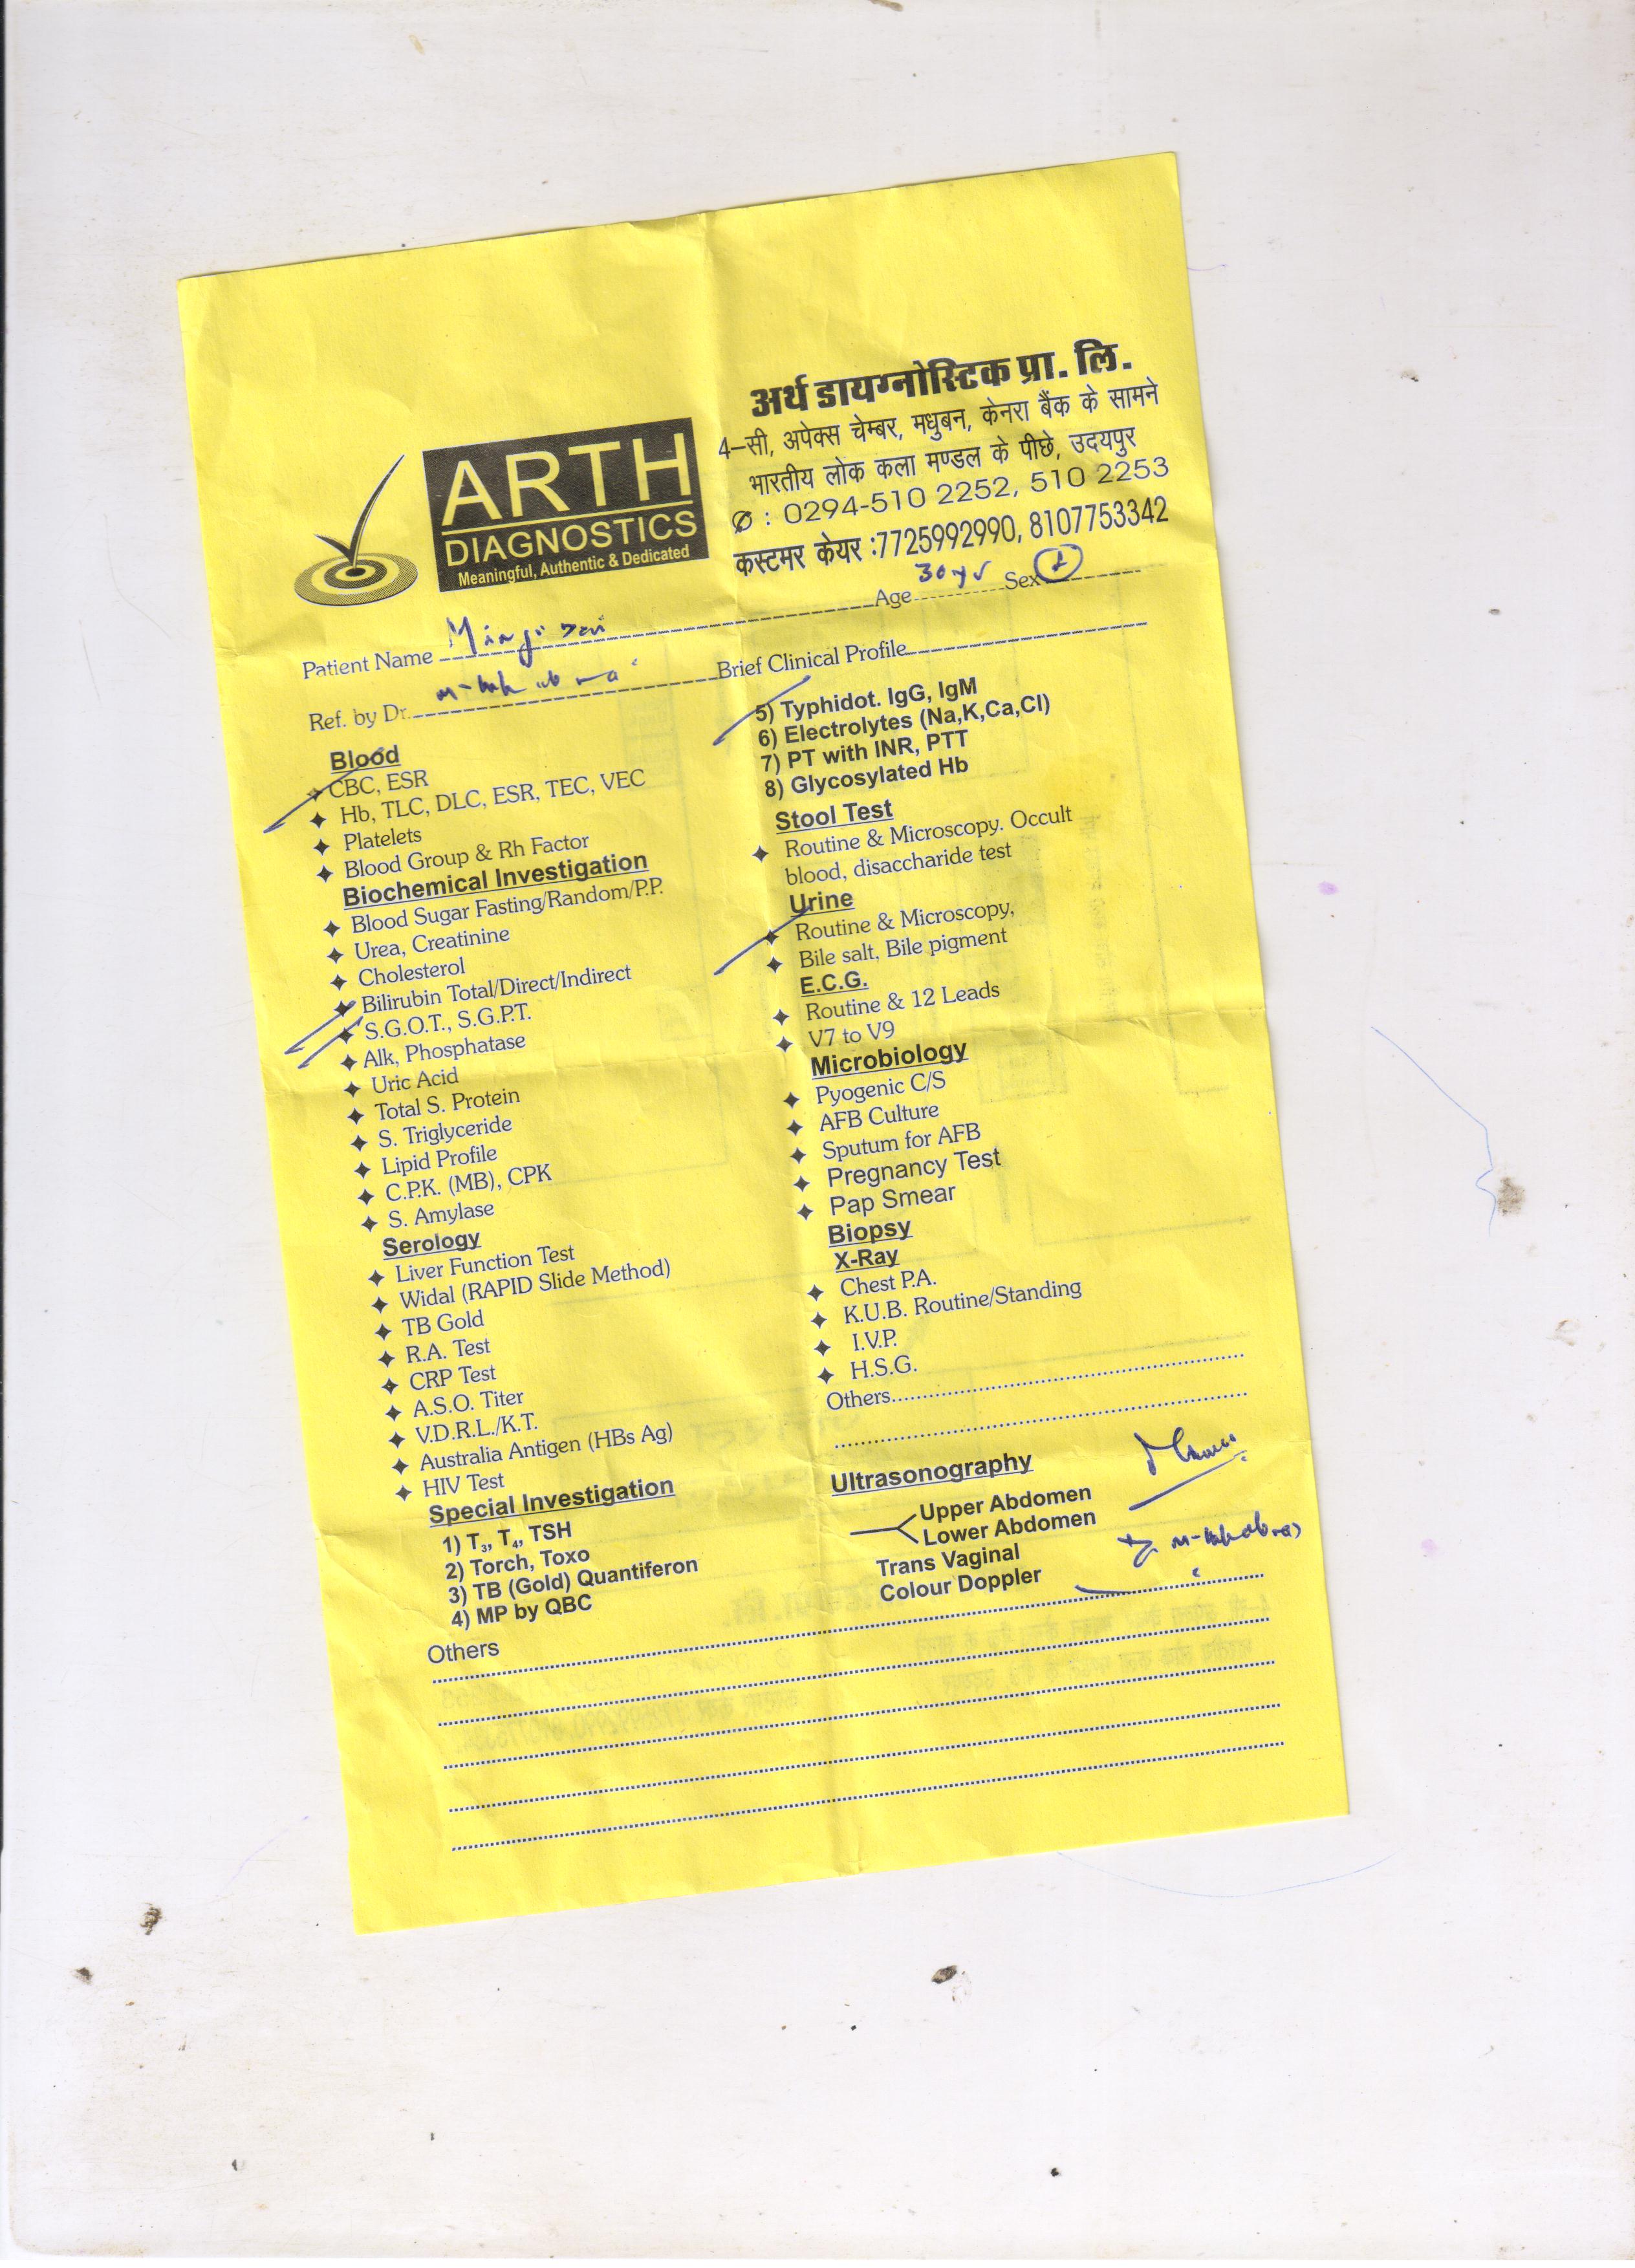 अर्थ डायग्नोस्टिक प्रा. लि.
4–सी, अपेक्स चेम्बर, मधुबन, केनरा बैंक के सामने
भारतीय लोक कला मण्डल के पीछे, उदयपुर
: 0294-510 2252, 510 2253
कस्टमर केयर :7725992990, 8107753342
ARTH
DIAGNOSTICS
Meaningful, Authentic & Dedicated
Patient Name Age 30 yr Sex
Ref. by Dr. Brief Clinical Profile
Blood
CBC, ESR
Hb, TLC, DLC, ESR, TEC, VEC
Platelets
Blood Group & Rh Factor
Biochemical Investigation
Blood Sugar Fasting/Random/P.P.
Urea, Creatinine
Cholesterol
Bilirubin Total/Direct/Indirect
S.G.O.T., S.G.P.T.
Alk, Phosphatase
Uric Acid
Total S. Protein
S. Triglyceride
Lipid Profile
C.P.K. (MB), CPK
S. Amylase
Serology
Liver Function Test
Widal (RAPID Slide Method)
TB Gold
R.A. Test
CRP Test
A.S.O. Titer
V.D.R.L./K.T.
Australia Antigen (HBs Ag)
HIV Test
Special Investigation
1) T3, T4, TSH
2) Torch, Toxo
3) TB (Gold) Quantiferon
4) MP by QBC
5) Typhidot. IgG, IgM
6) Electrolytes (Na,K,Ca,Cl)
7) PT with INR, PTT
8) Glycosylated Hb
Stool Test
Routine & Microscopy. Occult
blood, disaccharide test
Urine
Routine & Microscopy,
Bile salt, Bile pigment
E.C.G.
Routine & 12 Leads
V7 to V9
Microbiology
Pyogenic C/S
AFB Culture
Sputum for AFB
Pregnancy Test
Pap Smear
Biopsy
X-Ray
Chest P.A.
K.U.B. Routine/Standing
I.V.P.
H.S.G.
Others
Ultrasonography
Upper Abdomen
Lower Abdomen
Trans Vaginal
Colour Doppler
Others